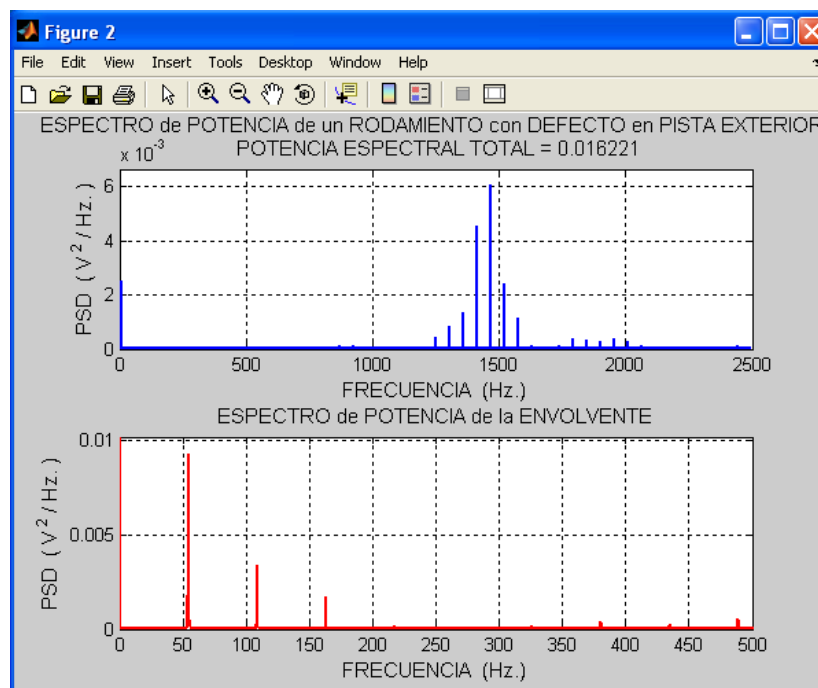 Figure 2
File Edit View Insert Tools Desktop Window Help
ESPECTRO de POTENCIA de un RODAMIENTO con DEFECTO en PISTA EXTERIOR
x 10^-3 POTENCIA ESPECTRAL TOTAL = 0.016221
PSD ( V^2 / Hz. )
6
4
2
0
0 500 1000 1500 2000 2500
FRECUENCIA (Hz.)
ESPECTRO de POTENCIA de la ENVOLVENTE
PSD ( V^2 / Hz. )
0.01
0.005
0
0 50 100 150 200 250 300 350 400 450 500
FRECUENCIA (Hz.)